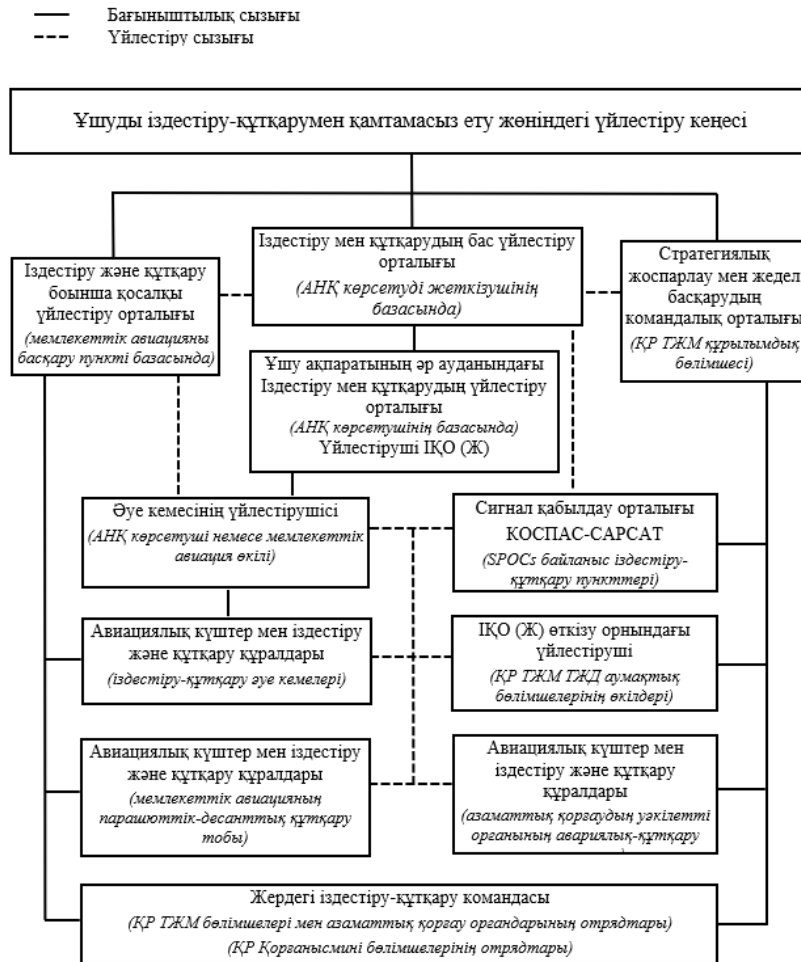 Бағыныштылық сызығы
Үйлестіру сызығы
Ұшуды іздестіру-құтқарумен қамтамасыз ету жөніндегі үйлестіру кеңесі
Іздестіру және құтқару
боынша қосалқы
үйлестіру орталығы
(мемлекеттік авиацияны
басқару пункті базасында)
Іздестіру мен құтқарудың бас үйлестіру
орталығы
(АНҚ көрсетуді жеткізушінің
базасында)
Стратегиялық
жоспарлау мен жедел
басқарудың
командалық орталығы
(ҚР ТЖМ құрылымдық
бөлімшесі)
Ұшу ақпаратының әр ауданындағы
Іздестіру мен құтқарудың үйлестіру
орталығы
(АНҚ көрсетушінің базасында)
Үйлестіруші ІҚО (Ж)
Әуе кемесінің үйлестірушісі
(АНҚ көрсетуші немесе мемлекеттік
авиация өкілі)
Сигнал қабылдау орталығы
КОСПАС-САРСАТ
(SPOCs байланыс іздестіру-
құтқару пункттері)
Авиациялық күштер мен іздестіру
және құтқару құралдары
(іздестіру-құтқару әуе кемелері)
ІҚО (Ж) өткізу орнындағы
үйлестіруші
(ҚР ТЖМ ТЖД аумақтық
бөлімшелерінің өкілдері)
Авиациялық күштер мен іздестіру
және құтқару құралдары
(мемлекеттік авиацияның
парашюттік-десанттық құтқару
тобы)
Авиациялық күштер мен
іздестіру және құтқару
құралдары
(азаматтық қорғаудың уәкілетті
органының авариялық-құтқару
Жердегі іздестіру-құтқару командасы
(ҚР ТЖМ бөлімшелері мен азаматтық қорғау органдарының отрядтары)
(ҚР Қорғанысмині бөлімшелерінің отрядтары)